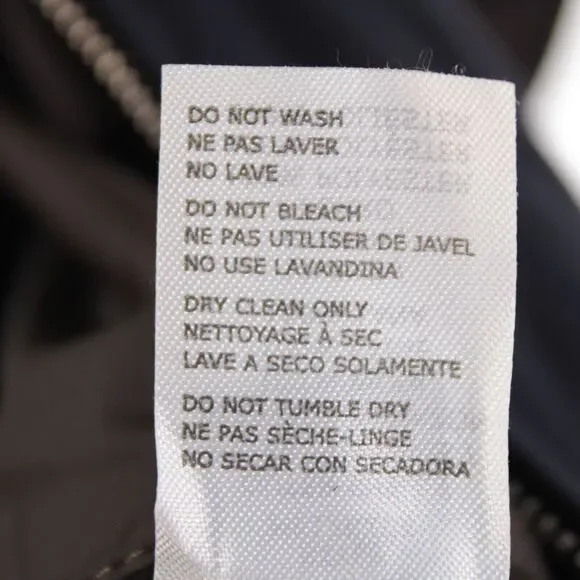 DO NOT WASH
NE PAS LAVER
NO LAVE
DO NOT BLEACH
NE PAS UTILISER DE JAVEL
NO USE LAVANDINA
DRY CLEAN ONLY
NETTOYAGE À SEC
LAVE A SECO SOLAMENTE
DO NOT TUMBLE DRY
NE PAS SÈCHE-LINGE
NO SECAR CON SECADORA